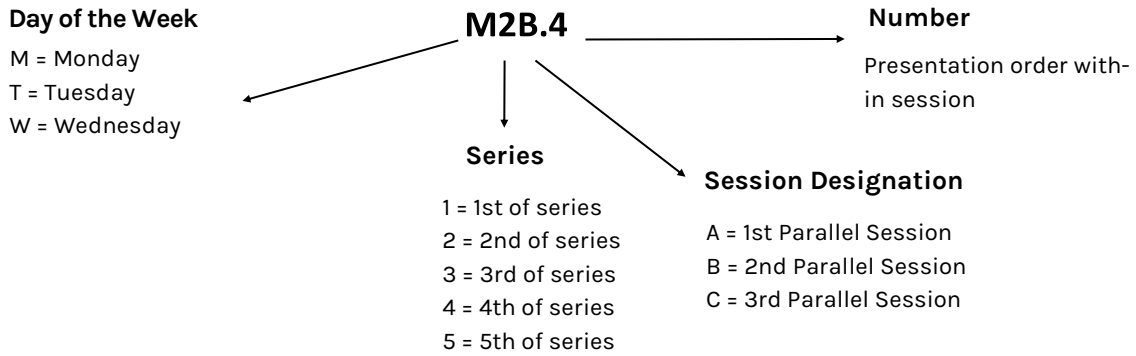 M2B.4
Day of the Week
M = Monday
T = Tuesday
W = Wednesday
Series
1 = 1st of series
2 = 2nd of series
3 = 3rd of series
4 = 4th of series
5 = 5th of series
Session Designation
A = 1st Parallel Session
B = 2nd Parallel Session
C = 3rd Parallel Session
Number
Presentation order with-
in session